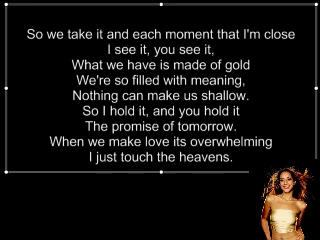 So we take it and each moment that I'm close
I see it, you see it,
What we have is made of gold
We're so filled with meaning,
Nothing can make us shallow.
So I hold it, and you hold it
The promise of tomorrow.
When we make love its overwhelming
I just touch the heavens.